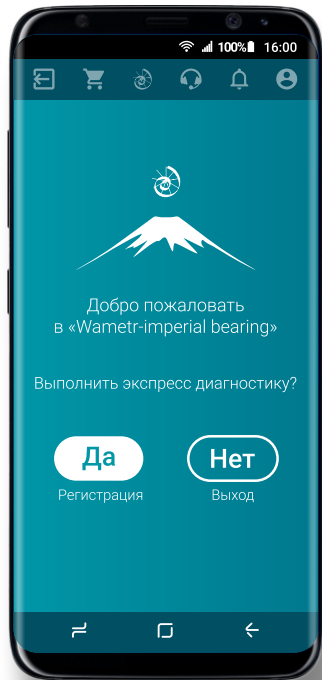 100% 16:00
Добро пожаловать
в «Wametr-imperial bearing»
Выполнить экспресс диагностику?
Да Нет
Регистрация Выход